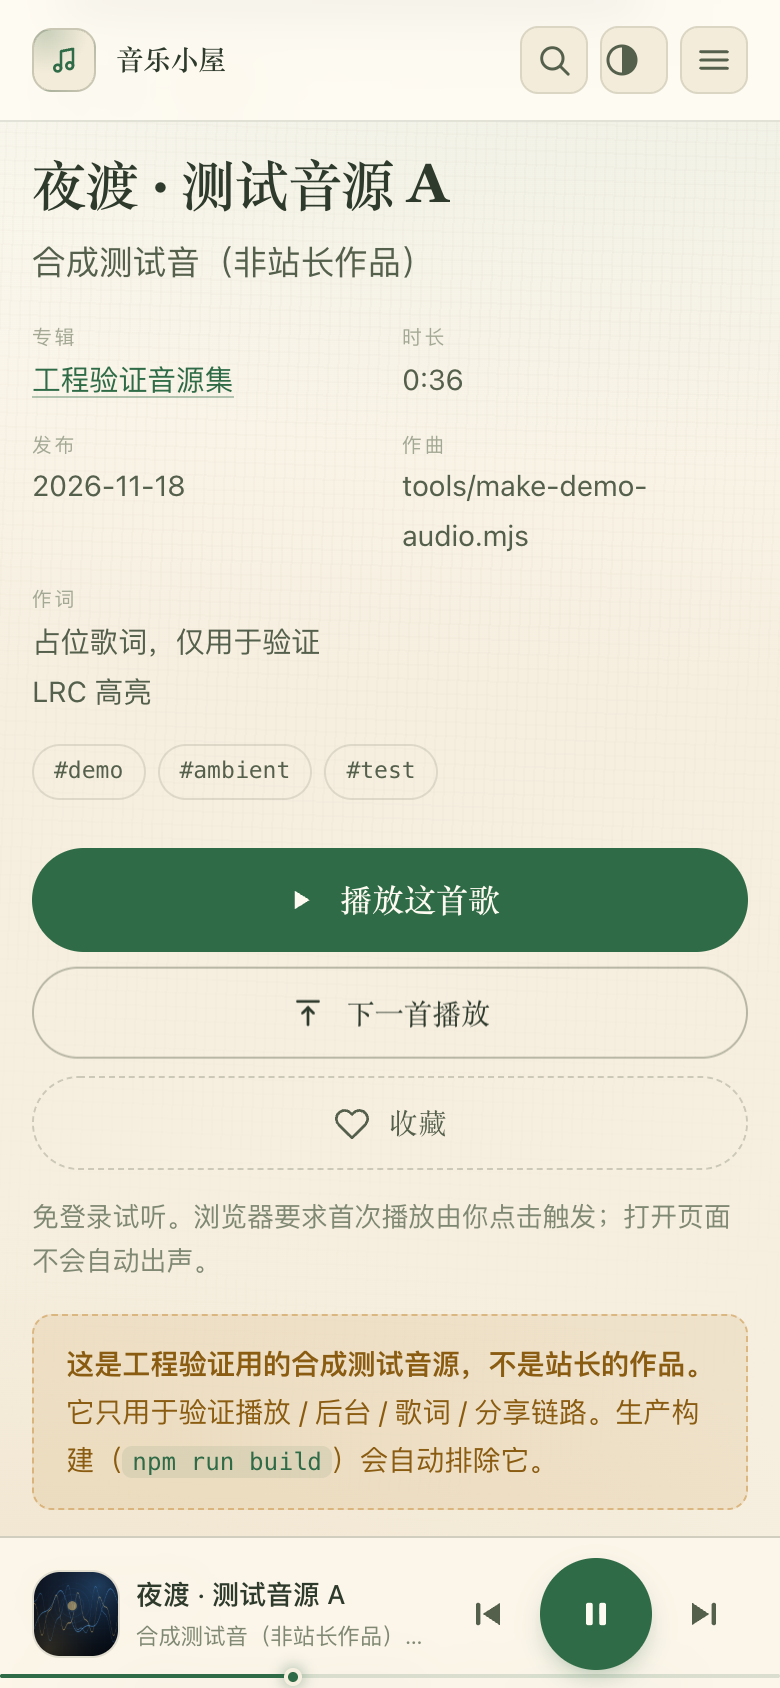 音乐小屋
夜渡 · 测试音源 A
合成测试音（非站长作品）
专辑
时长
工程验证音源集
0:36
发布
作曲
2026-11-18
tools/make-demo-
audio.mjs
作词
占位歌词，仅用于验证
LRC 高亮
#demo #ambient #test
播放这首歌
下一首播放
收藏
免登录试听。浏览器要求首次播放由你点击触发；打开页面
不会自动出声。
这是工程验证用的合成测试音源，不是站长的作品。
它只用于验证播放 / 后台 / 歌词 / 分享链路。生产构
建（npm run build）会自动排除它。
夜渡 · 测试音源 A
合成测试音（非站长作品）...